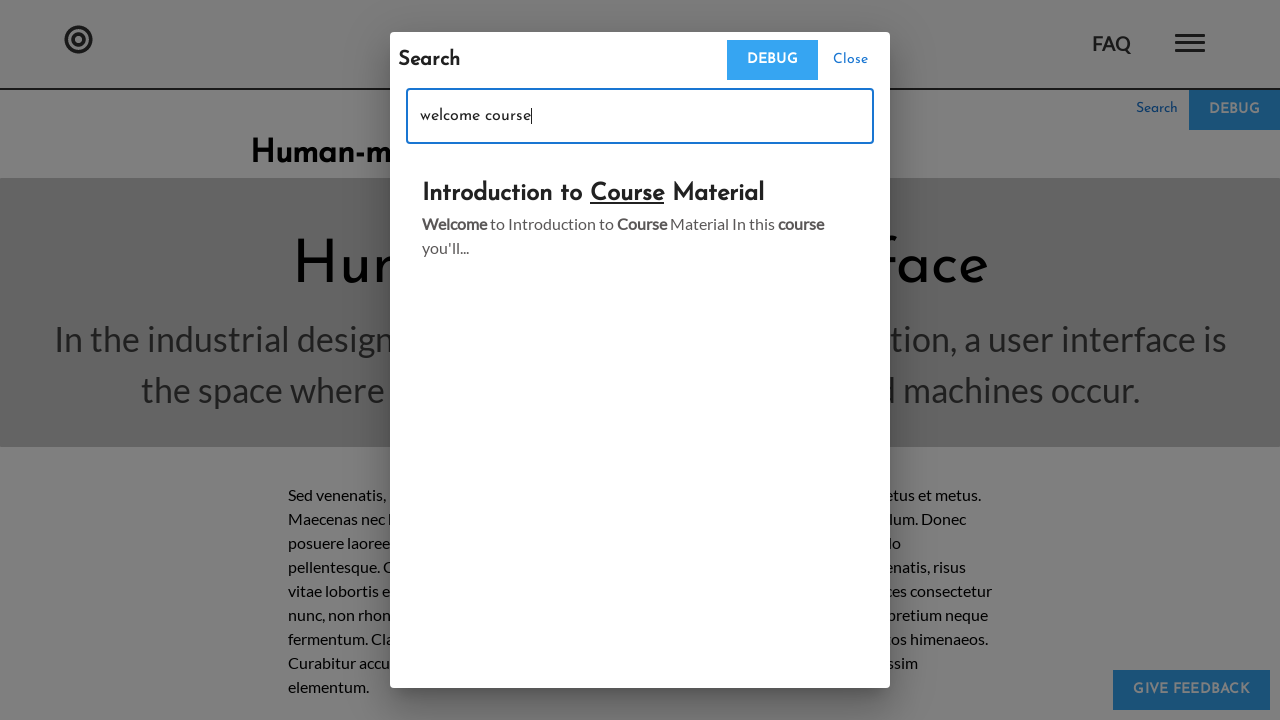 FAQ
Search
DEBUG
Close
welcome course
Search
DEBUG
Human-m
Introduction to Course Material
Welcome to Introduction to Course Material In this course
you'll...
Hu
face
In the industrial design
tion, a user interface is
the space where
d machines occur.
Sed venenatis,
etus et metus.
Maecenas nec
lum. Donec
posuere laoree
lo
pellentesque.
enatis, risus
vitae lobortis e
ces consectetur
nunc, non rhon
pretium neque
fermentum. Cla
os himenaeos.
Curabitur accu
ssim
elementum.
GIVE FEEDBACK